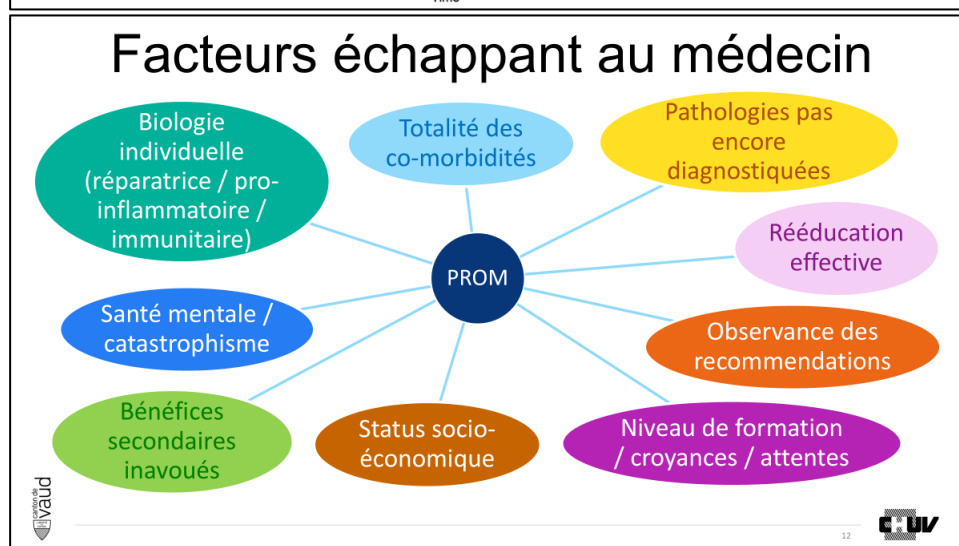 Facteurs échappant au médecin
Biologie
individuelle
(réparatrice / pro-
inflammatoire /
immunitaire)
Totalité des
co-morbidités
Pathologies pas
encore
diagnostiquées
Rééducation
effective
PROM
Santé mentale /
catastrophisme
Observance des
recommendations
Bénéfices
secondaires
inavoués
Status socio-
économique
Niveau de formation
/ croyances / attentes
canton de
vaud
12
CHUV